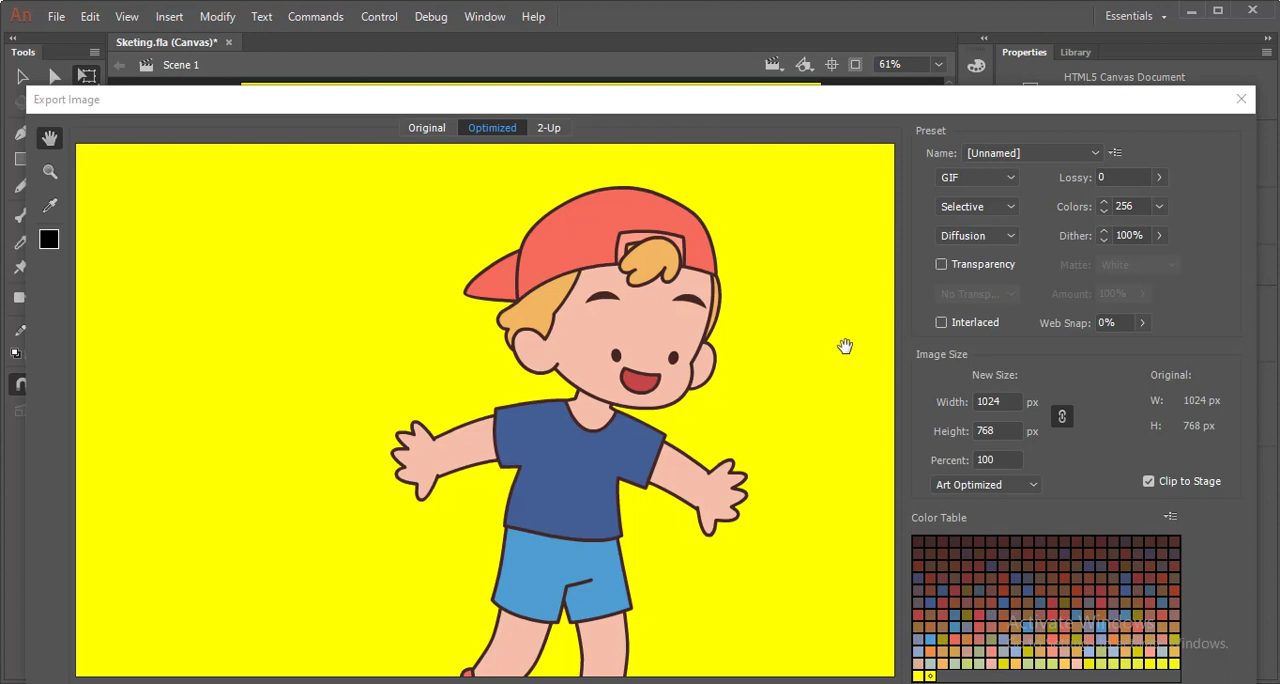 An File Edit View Insert Modify Text Commands Control Debug Window Help Essentials
Tools Sketing.fla (Canvas)* Properties Library
Scene 1 61% HTML5 Canvas Document
Export Image
Original Optimized 2-Up Preset
Name: [Unnamed]
GIF Lossy: 0
Selective Colors: 256
Diffusion Dither: 100%
Transparency Matte: White
No Transp... Amount: 100%
Interlaced Web Snap: 0%
Image Size
New Size: Original:
Width: 1024 px W: 1024 px
Height: 768 px H: 768 px
Percent: 100
Art Optimized Clip to Stage
Color Table
Activate Windows
Windows.